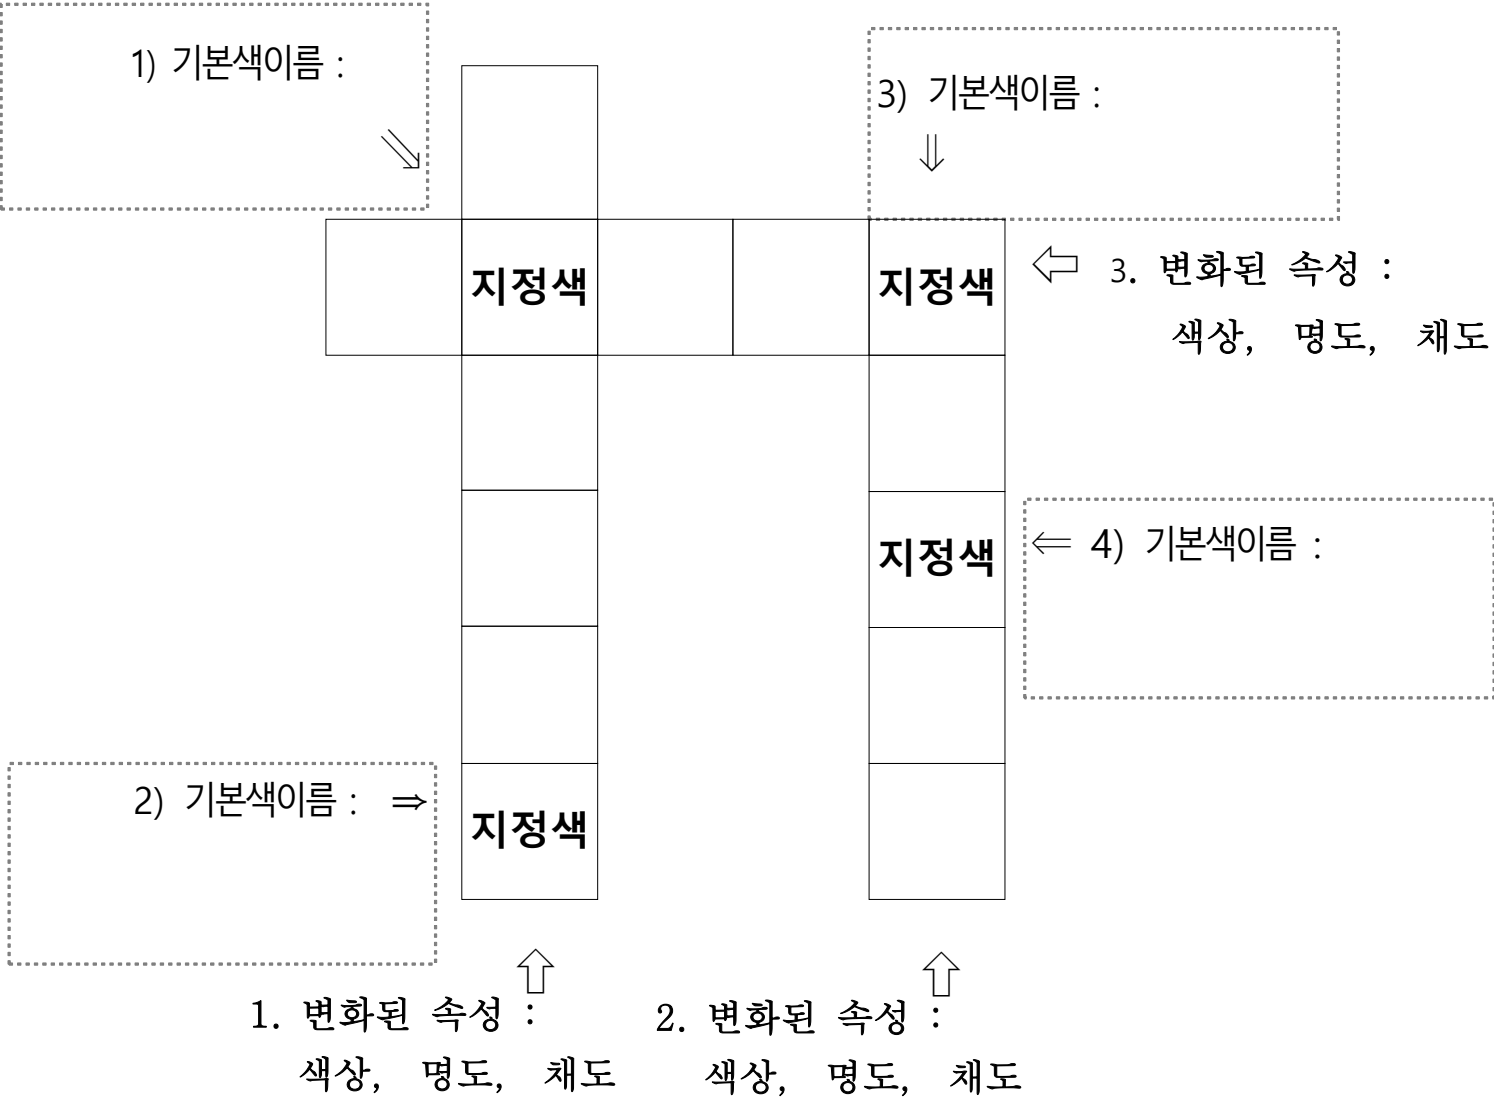 1) 기본색이름 :
3) 기본색이름 :
지정색
지정색
3. 변화된 속성 :
색상, 명도, 채도
지정색
4) 기본색이름 :
2) 기본색이름 :
지정색
1. 변화된 속성 :
색상, 명도, 채도
2. 변화된 속성 :
색상, 명도, 채도